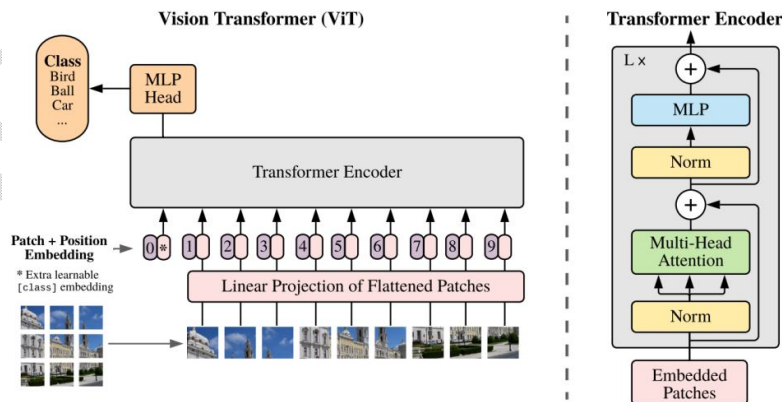 Vision Transformer (ViT)
Class
Bird
Ball
Car
...
MLP
Head
Transformer Encoder
Patch + Position
Embedding
0 * 1 2 3 4 5 6 7 8 9
* Extra learnable
[class] embedding
Linear Projection of Flattened Patches
Transformer Encoder
L ×
+
MLP
Norm
+
Multi-Head
Attention
Norm
Embedded
Patches